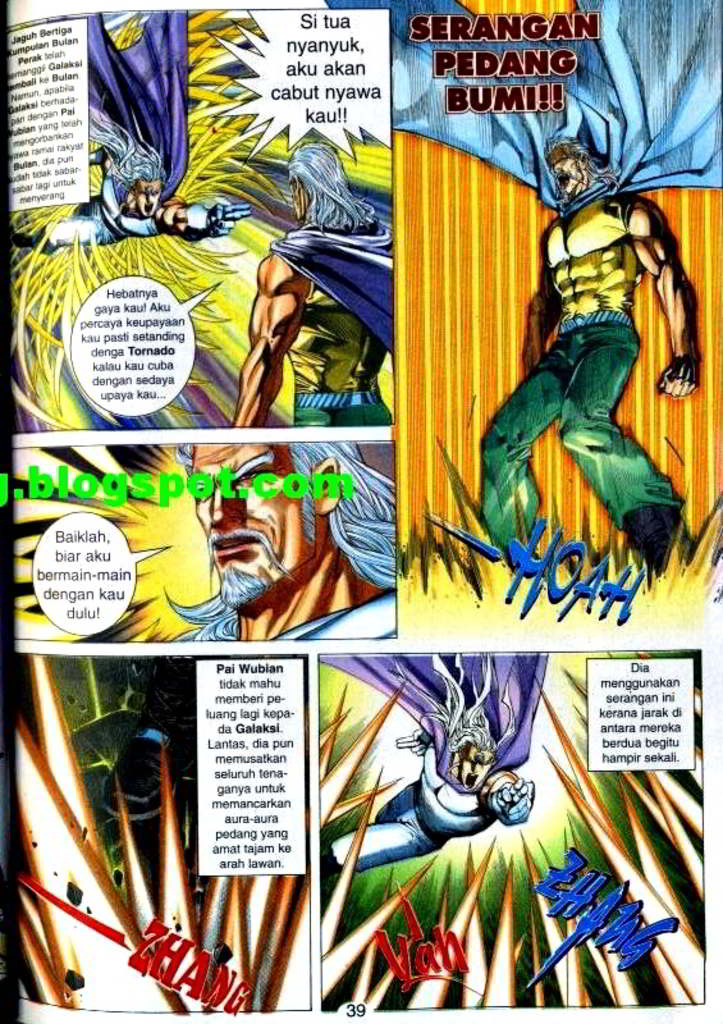 Jaguh Bertiga
Kumpulan Bulan
Perak telah
memanggil Galaksi
kembali ke Bulan.
Namun, apabila
Galaksi berhada-
pan dengan Pai
Wubian yang telah
mengorbankan
nyawa ramai rakyat
Bulan, dia pun
sudah tidak sabar-
sabar lagi untuk
menyerang
Si tua
nyanyuk,
aku akan
cabut nyawa
kau!!
Hebatnya
gaya kau! Aku
percaya keupayaan
kau pasti setanding
denga Tornado
kalau kau cuba
dengan sedaya
upaya kau...
SERANGAN
PEDANG
BUMI!!
HOAH
g.blogspot.com
Baiklah,
biar aku
bermain-main
dengan kau
dulu!
Pai Wubian
tidak mahu
memberi pe-
luang lagi kepa-
da Galaksi.
Lantas, dia pun
memusatkan
seluruh tena-
ganya untuk
memancarkan
aura-aura
pedang yang
amat tajam ke
arah lawan.
ZHANG
Dia
menggunakan
serangan ini
kerana jarak di
antara mereka
berdua begitu
hampir sekali.
ZHANG
Yah
39